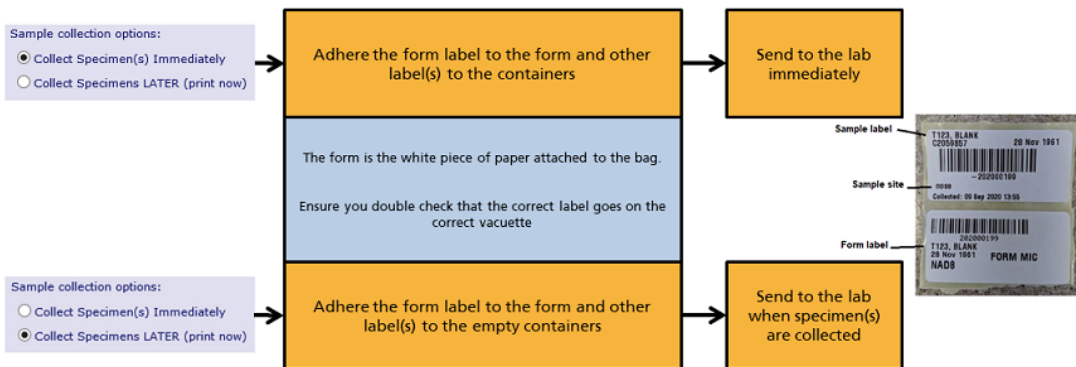 Sample collection options:
Collect Specimen(s) Immediately
Collect Specimens LATER (print now)
Adhere the form label to the form and other
label(s) to the containers
Send to the lab
immediately
The form is the white piece of paper attached to the bag.
Ensure you double check that the correct label goes on the
correct vacuette
Sample label
T123, BLANK
C2059857
28 Nov 1961
-202000199
Sample site
nose
Collected: 09 Sep 2020 13:55
202000199
Form label
T123, BLANK
28 Nov 1961
FORM MIC
NAD8
Sample collection options:
Collect Specimen(s) Immediately
Collect Specimens LATER (print now)
Adhere the form label to the form and other
label(s) to the empty containers
Send to the lab
when specimen(s)
are collected